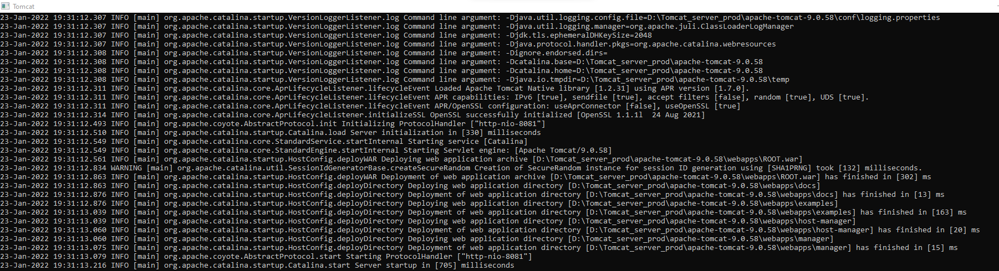 Tomcat
23-Jan-2022 19:31:12.307 INFO [main] org.apache.catalina.startup.VersionLoggerListener.log Command line argument: -Djava.util.logging.config.file=D:\Tomcat_server_prod\apache-tomcat-9.0.58\conf\logging.properties
23-Jan-2022 19:31:12.307 INFO [main] org.apache.catalina.startup.VersionLoggerListener.log Command line argument: -Djava.util.logging.manager=org.apache.juli.ClassLoaderLogManager
23-Jan-2022 19:31:12.307 INFO [main] org.apache.catalina.startup.VersionLoggerListener.log Command line argument: -Djdk.tls.ephemeralDHKeySize=2048
23-Jan-2022 19:31:12.307 INFO [main] org.apache.catalina.startup.VersionLoggerListener.log Command line argument: -Djava.protocol.handler.pkgs=org.apache.catalina.webresources
23-Jan-2022 19:31:12.308 INFO [main] org.apache.catalina.startup.VersionLoggerListener.log Command line argument: -Dignore.endorsed.dirs=
23-Jan-2022 19:31:12.308 INFO [main] org.apache.catalina.startup.VersionLoggerListener.log Command line argument: -Dcatalina.base=D:\Tomcat_server_prod\apache-tomcat-9.0.58
23-Jan-2022 19:31:12.308 INFO [main] org.apache.catalina.startup.VersionLoggerListener.log Command line argument: -Dcatalina.home=D:\Tomcat_server_prod\apache-tomcat-9.0.58
23-Jan-2022 19:31:12.308 INFO [main] org.apache.catalina.startup.VersionLoggerListener.log Command line argument: -Djava.io.tmpdir=D:\Tomcat_server_prod\apache-tomcat-9.0.58\temp
23-Jan-2022 19:31:12.311 INFO [main] org.apache.catalina.core.AprLifecycleListener.lifecycleEvent Loaded Apache Tomcat Native library [1.2.31] using APR version [1.7.0].
23-Jan-2022 19:31:12.311 INFO [main] org.apache.catalina.core.AprLifecycleListener.lifecycleEvent APR capabilities: IPv6 [true], sendfile [true], accept filters [false], random [true], UDS [true].
23-Jan-2022 19:31:12.311 INFO [main] org.apache.catalina.core.AprLifecycleListener.lifecycleEvent APR/OpenSSL configuration: useAprConnector [false], useOpenSSL [true]
23-Jan-2022 19:31:12.314 INFO [main] org.apache.catalina.core.AprLifecycleListener.initializeSSL OpenSSL successfully initialized [OpenSSL 1.1.1l  24 Aug 2021]
23-Jan-2022 19:31:12.493 INFO [main] org.apache.coyote.AbstractProtocol.init Initializing ProtocolHandler ["http-nio-8081"]
23-Jan-2022 19:31:12.510 INFO [main] org.apache.catalina.startup.Catalina.load Server initialization in [330] milliseconds
23-Jan-2022 19:31:12.549 INFO [main] org.apache.catalina.core.StandardService.startInternal Starting service [Catalina]
23-Jan-2022 19:31:12.549 INFO [main] org.apache.catalina.core.StandardEngine.startInternal Starting Servlet engine: [Apache Tomcat/9.0.58]
23-Jan-2022 19:31:12.561 INFO [main] org.apache.catalina.startup.HostConfig.deployWAR Deploying web application archive [D:\Tomcat_server_prod\apache-tomcat-9.0.58\webapps\ROOT.war]
23-Jan-2022 19:31:12.834 WARNING [main] org.apache.catalina.util.SessionIdGeneratorBase.createSecureRandom Creation of SecureRandom instance for session ID generation using [SHA1PRNG] took [132] milliseconds.
23-Jan-2022 19:31:12.863 INFO [main] org.apache.catalina.startup.HostConfig.deployWAR Deployment of web application archive [D:\Tomcat_server_prod\apache-tomcat-9.0.58\webapps\ROOT.war] has finished in [302] ms
23-Jan-2022 19:31:12.863 INFO [main] org.apache.catalina.startup.HostConfig.deployDirectory Deploying web application directory [D:\Tomcat_server_prod\apache-tomcat-9.0.58\webapps\docs]
23-Jan-2022 19:31:12.876 INFO [main] org.apache.catalina.startup.HostConfig.deployDirectory Deployment of web application directory [D:\Tomcat_server_prod\apache-tomcat-9.0.58\webapps\docs] has finished in [13] ms
23-Jan-2022 19:31:12.876 INFO [main] org.apache.catalina.startup.HostConfig.deployDirectory Deploying web application directory [D:\Tomcat_server_prod\apache-tomcat-9.0.58\webapps\examples]
23-Jan-2022 19:31:13.039 INFO [main] org.apache.catalina.startup.HostConfig.deployDirectory Deployment of web application directory [D:\Tomcat_server_prod\apache-tomcat-9.0.58\webapps\examples] has finished in [163] ms
23-Jan-2022 19:31:13.039 INFO [main] org.apache.catalina.startup.HostConfig.deployDirectory Deploying web application directory [D:\Tomcat_server_prod\apache-tomcat-9.0.58\webapps\host-manager]
23-Jan-2022 19:31:13.060 INFO [main] org.apache.catalina.startup.HostConfig.deployDirectory Deployment of web application directory [D:\Tomcat_server_prod\apache-tomcat-9.0.58\webapps\host-manager] has finished in [20] ms
23-Jan-2022 19:31:13.060 INFO [main] org.apache.catalina.startup.HostConfig.deployDirectory Deploying web application directory [D:\Tomcat_server_prod\apache-tomcat-9.0.58\webapps\manager]
23-Jan-2022 19:31:13.075 INFO [main] org.apache.catalina.startup.HostConfig.deployDirectory Deployment of web application directory [D:\Tomcat_server_prod\apache-tomcat-9.0.58\webapps\manager] has finished in [15] ms
23-Jan-2022 19:31:13.079 INFO [main] org.apache.coyote.AbstractProtocol.start Starting ProtocolHandler ["http-nio-8081"]
23-Jan-2022 19:31:13.216 INFO [main] org.apache.catalina.startup.Catalina.start Server startup in [705] milliseconds